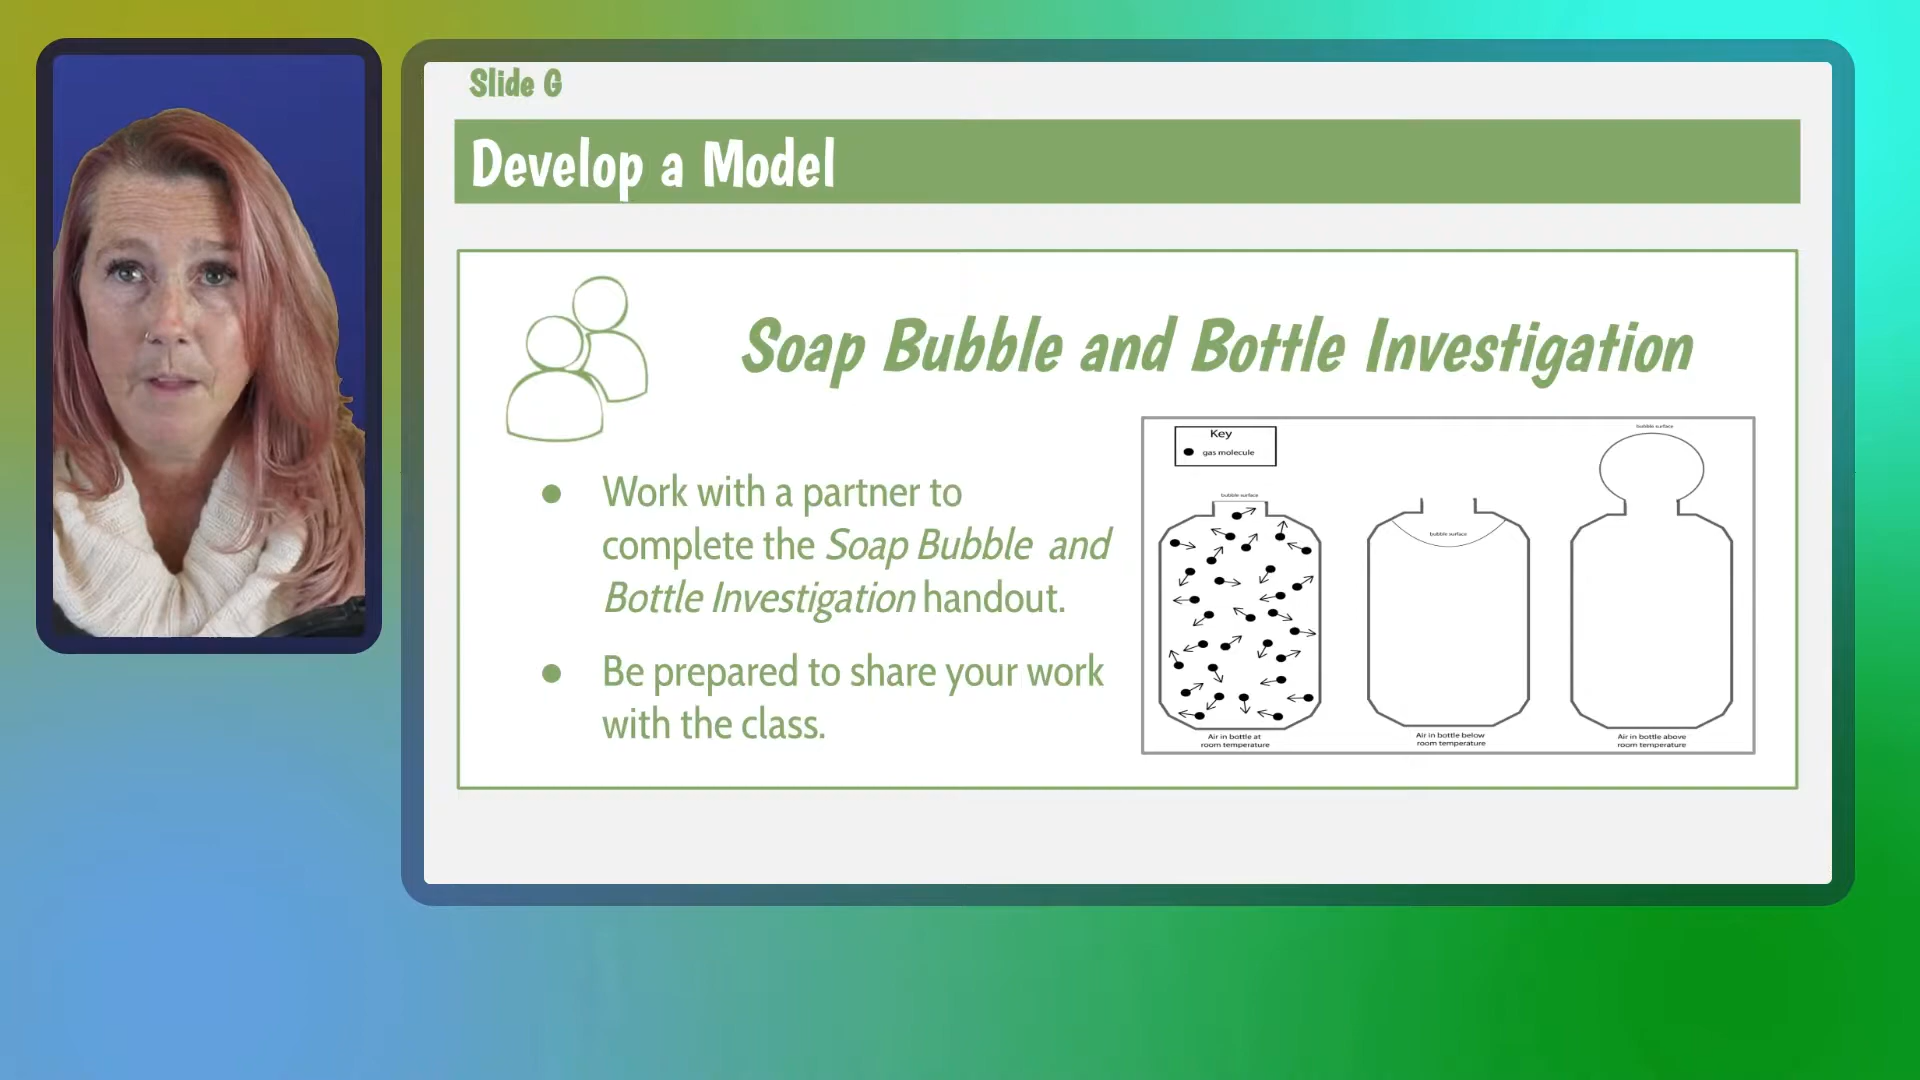 Slide G
Develop a Model
Soap Bubble and Bottle Investigation
● Work with a partner to
complete the Soap Bubble and
Bottle Investigation handout.
● Be prepared to share your work
with the class.
Key
gas molecule
bubble surface
bubble surface
bubble surface
Air in bottle at
room temperature
Air in bottle below
room temperature
Air in bottle above
room temperature